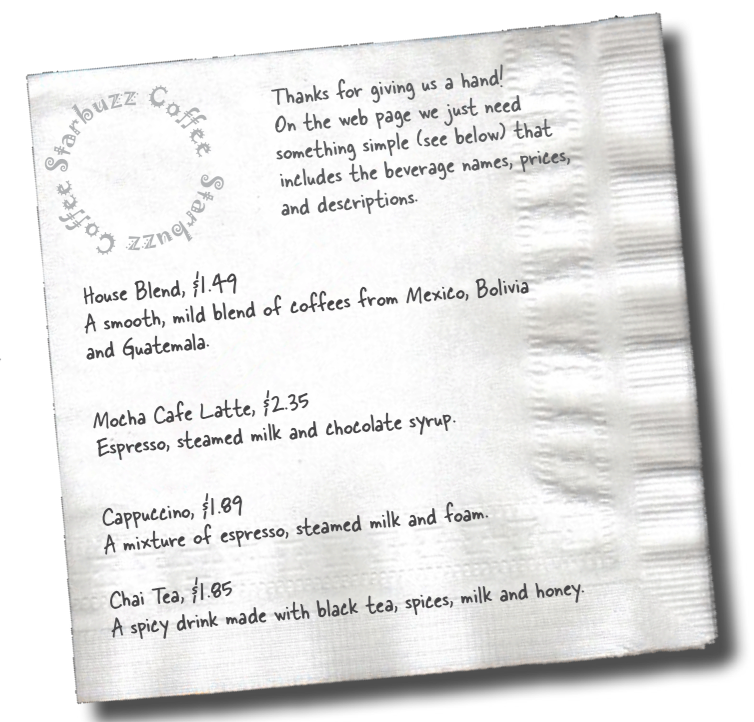 Starbuzz Coffee Starbuzz Coffee
Thanks for giving us a hand!
On the web page we just need
something simple (see below) that
includes the beverage names, prices,
and descriptions.
House Blend, $1.49
A smooth, mild blend of coffees from Mexico, Bolivia
and Guatemala.
Mocha Cafe Latte, $2.35
Espresso, steamed milk and chocolate syrup.
Cappuccino, $1.89
A mixture of espresso, steamed milk and foam.
Chai Tea, $1.85
A spicy drink made with black tea, spices, milk and honey.